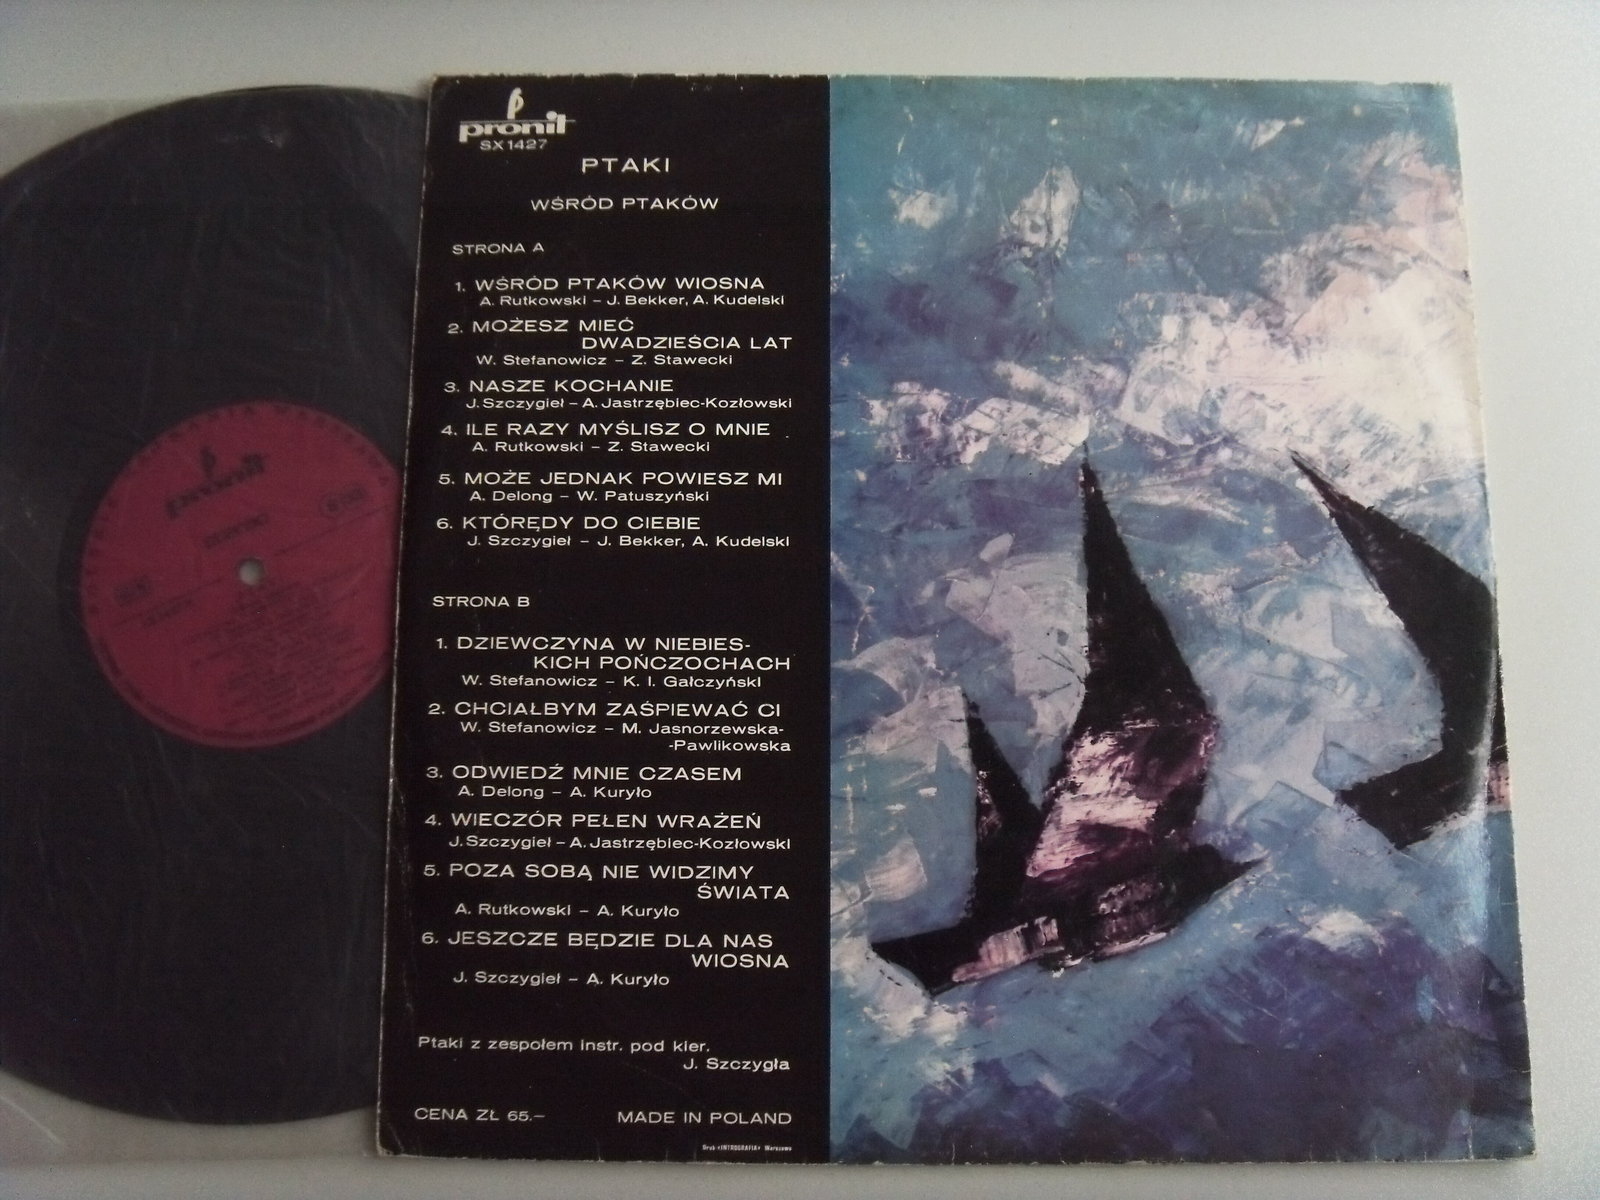 pronit
SX 1427
PTAKI
WŚRÓD PTAKÓW
STRONA A
1. WŚRÓD PTAKÓW WIOSNA
A. Rutkowski – J. Bekker, A. Kudelski
2. MOŻESZ MIEĆ
DWADZIEŚCIA LAT
W. Stefanowicz – Z. Stawecki
3. NASZE KOCHANIE
J. Szczygieł – A. Jastrzębiec-Kozłowski
4. ILE RAZY MYŚLISZ O MNIE
A. Rutkowski – Z. Stawecki
5. MOŻE JEDNAK POWIESZ MI
A. Delong – W. Patuszyński
6. KTÓRĘDY DO CIEBIE
J. Szczygieł – J. Bekker, A. Kudelski
STRONA B
1. DZIEWCZYNA W NIEBIES-
KICH POŃCZOCHACH
W. Stefanowicz – K. I. Gałczyński
2. CHCIAŁBYM ZAŚPIEWAĆ CI
W. Stefanowicz – M. Jasnorzewska-
-Pawlikowska
3. ODWIEDŹ MNIE CZASEM
A. Delong – A. Kuryło
4. WIECZÓR PEŁEN WRAŻEŃ
J. Szczygieł – A. Jastrzębiec-Kozłowski
5. POZA SOBĄ NIE WIDZIMY
ŚWIATA
A. Rutkowski – A. Kuryło
6. JESZCZE BĘDZIE DLA NAS
WIOSNA
J. Szczygieł – A. Kuryło
Ptaki z zespołem instr. pod kier.
J. Szczygła
CENA ZŁ 65.– MADE IN POLAND
Druk «INTROGRAFIA» Warszawa
pronit